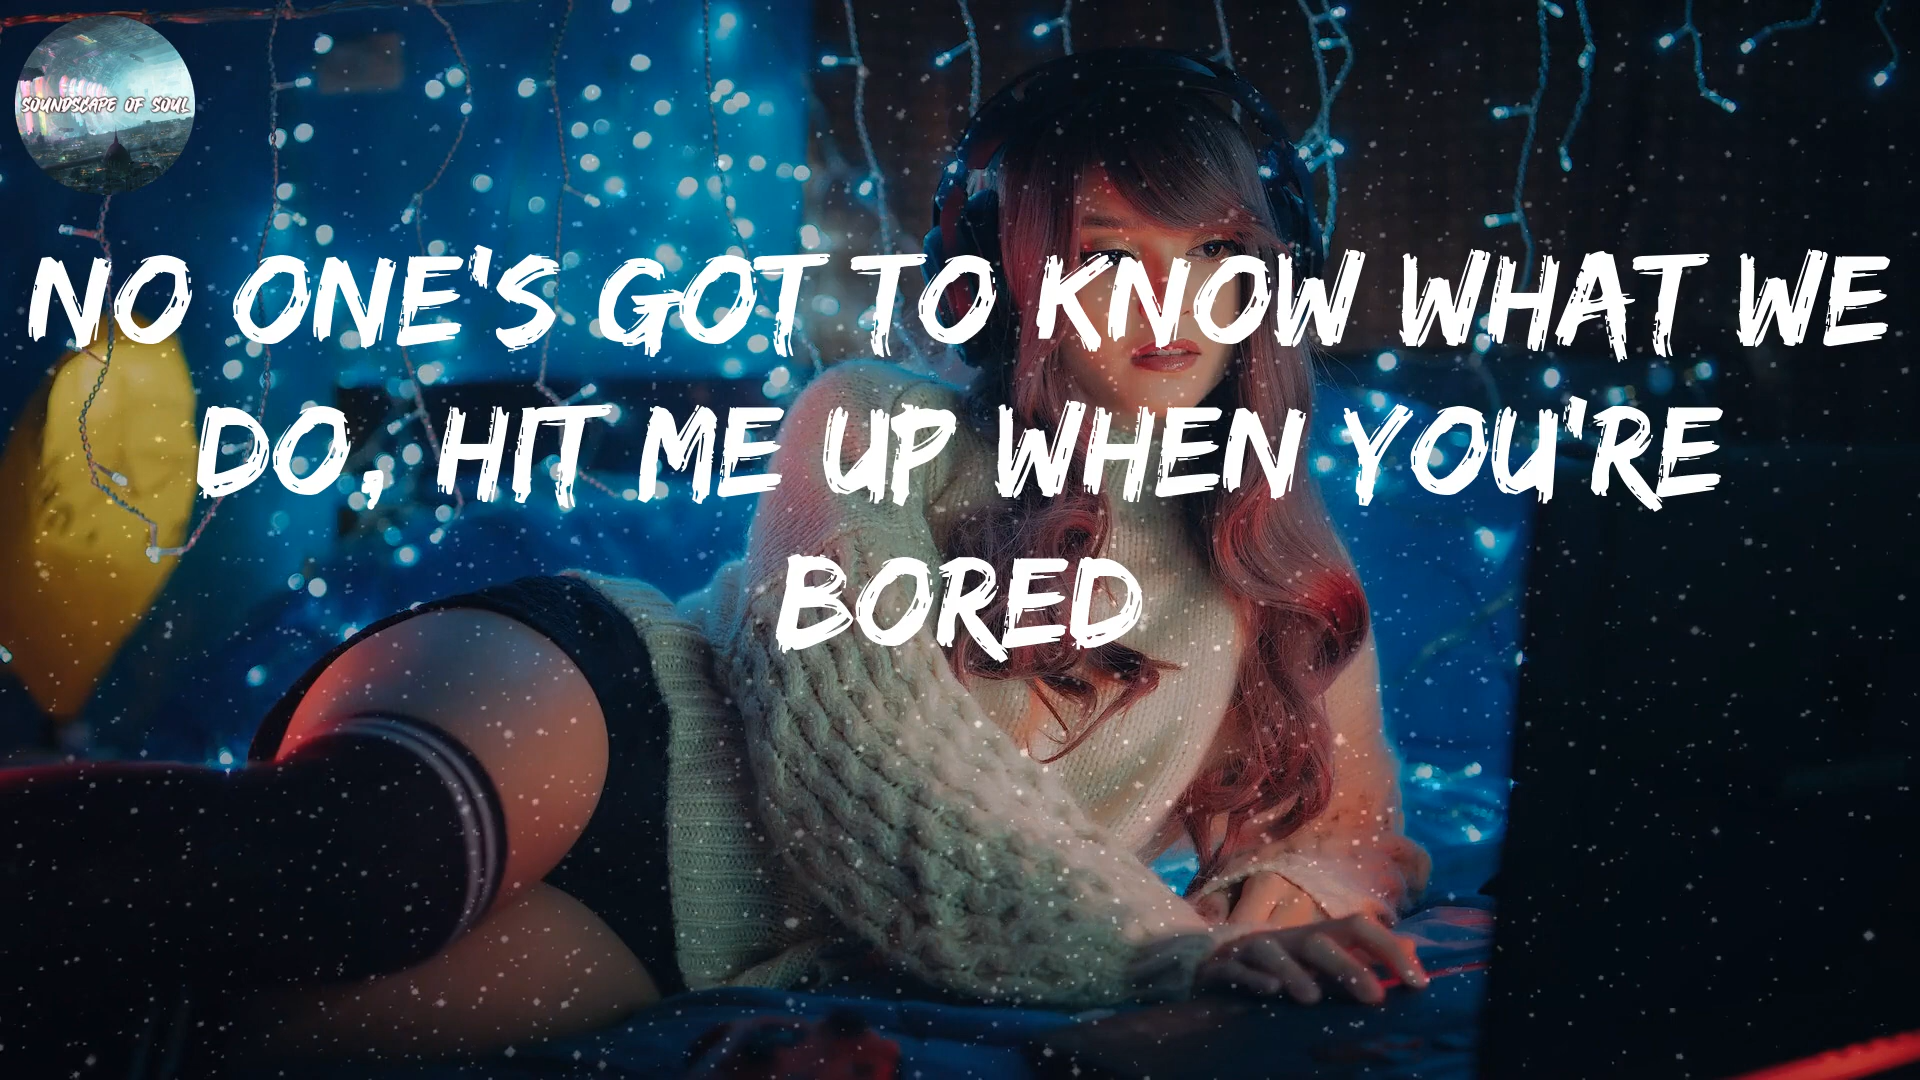 SOUNDSCAPE OF SOUL
NO ONE'S GOT TO KNOW WHAT WE
DO, HIT ME UP WHEN YOU'RE
BORED